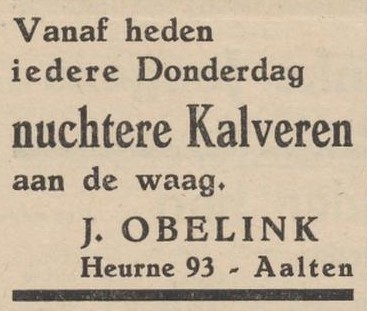 Vanaf heden
iedere Donderdag
nuchtere Kalveren
aan de waag.
J. OBELINK
Heurne 93 - Aalten